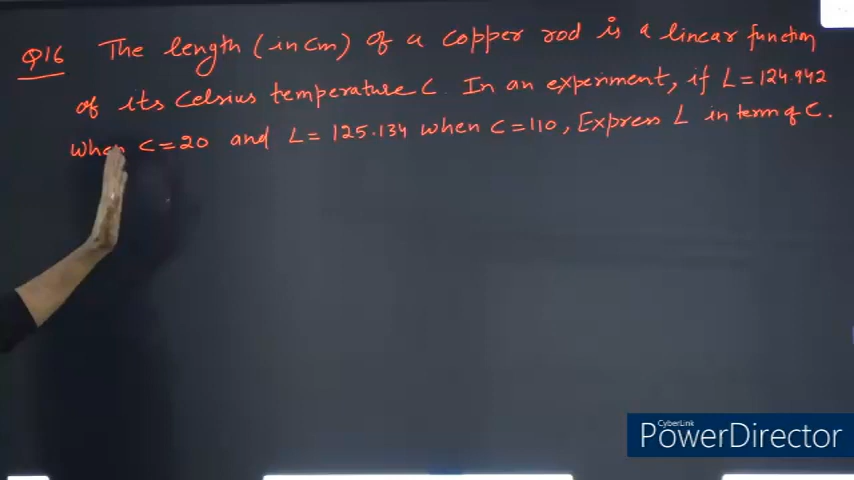 Q16 The length (in cm) of a copper rod is a linear function
of its Celsius temperature C. In an experiment, if L = 124.942
when C = 20 and L = 125.134 when C = 110, Express L in term of C.
CyberLink
PowerDirector